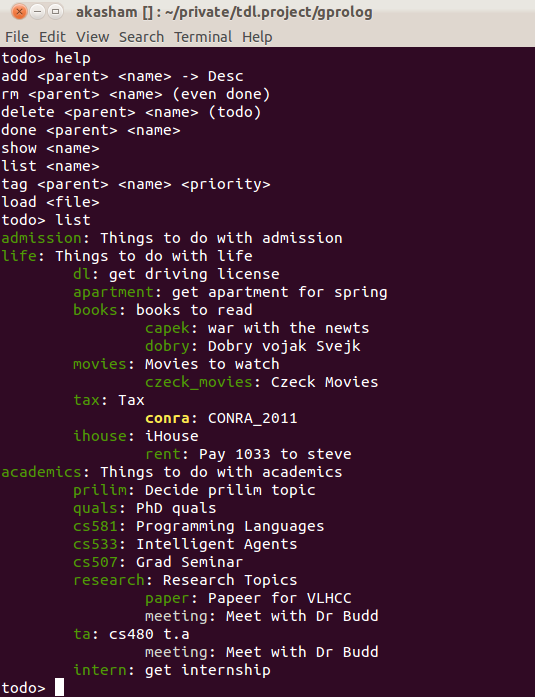 akasham [] : ~/private/tdl.project/gprolog
File Edit View Search Terminal Help
todo> help
add <parent> <name> -> Desc
rm <parent> <name> (even done)
delete <parent> <name> (todo)
done <parent> <name>
show <name>
list <name>
tag <parent> <name> <priority>
load <file>
todo> list
admission: Things to do with admission
life: Things to do with life
dl: get driving license
apartment: get apartment for spring
books: books to read
capek: war with the newts
dobry: Dobry vojak Svejk
movies: Movies to watch
czeck_movies: Czeck Movies
tax: Tax
conra: CONRA_2011
ihouse: iHouse
rent: Pay 1033 to steve
academics: Things to do with academics
prilim: Decide prilim topic
quals: PhD quals
cs581: Programming Languages
cs533: Intelligent Agents
cs507: Grad Seminar
research: Research Topics
paper: Papeer for VLHCC
meeting: Meet with Dr Budd
ta: cs480 t.a
meeting: Meet with Dr Budd
intern: get internship
todo>